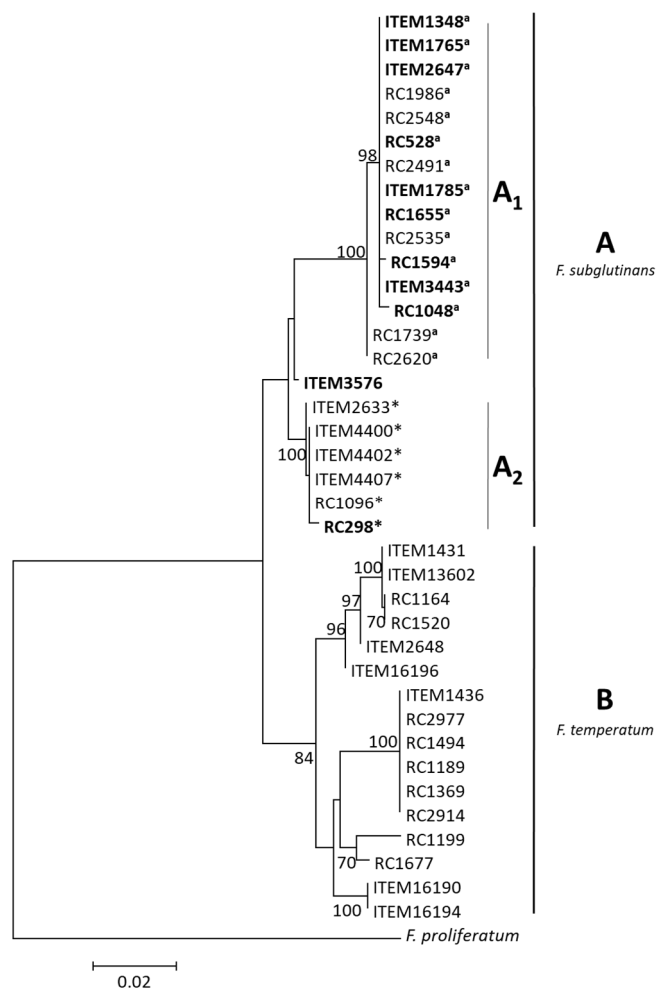 ITEM1348ª
ITEM1765ª
ITEM2647ª
RC1986ª
RC2548ª
RC528ª
98
RC2491ª
ITEM1785ª
A1
RC1655ª
RC2535ª
A
100
RC1594ª
F. subglutinans
ITEM3443ª
RC1048ª
RC1739ª
RC2620ª
ITEM3576
ITEM2633*
ITEM4400*
100
ITEM4402*
A2
ITEM4407*
RC1096*
RC298*
ITEM1431
100
ITEM13602
97
RC1164
70
RC1520
96
ITEM2648
ITEM16196
ITEM1436
B
RC2977
F. temperatum
100
RC1494
84
RC1189
RC1369
RC2914
RC1199
70
RC1677
ITEM16190
100
ITEM16194
F. proliferatum
0.02